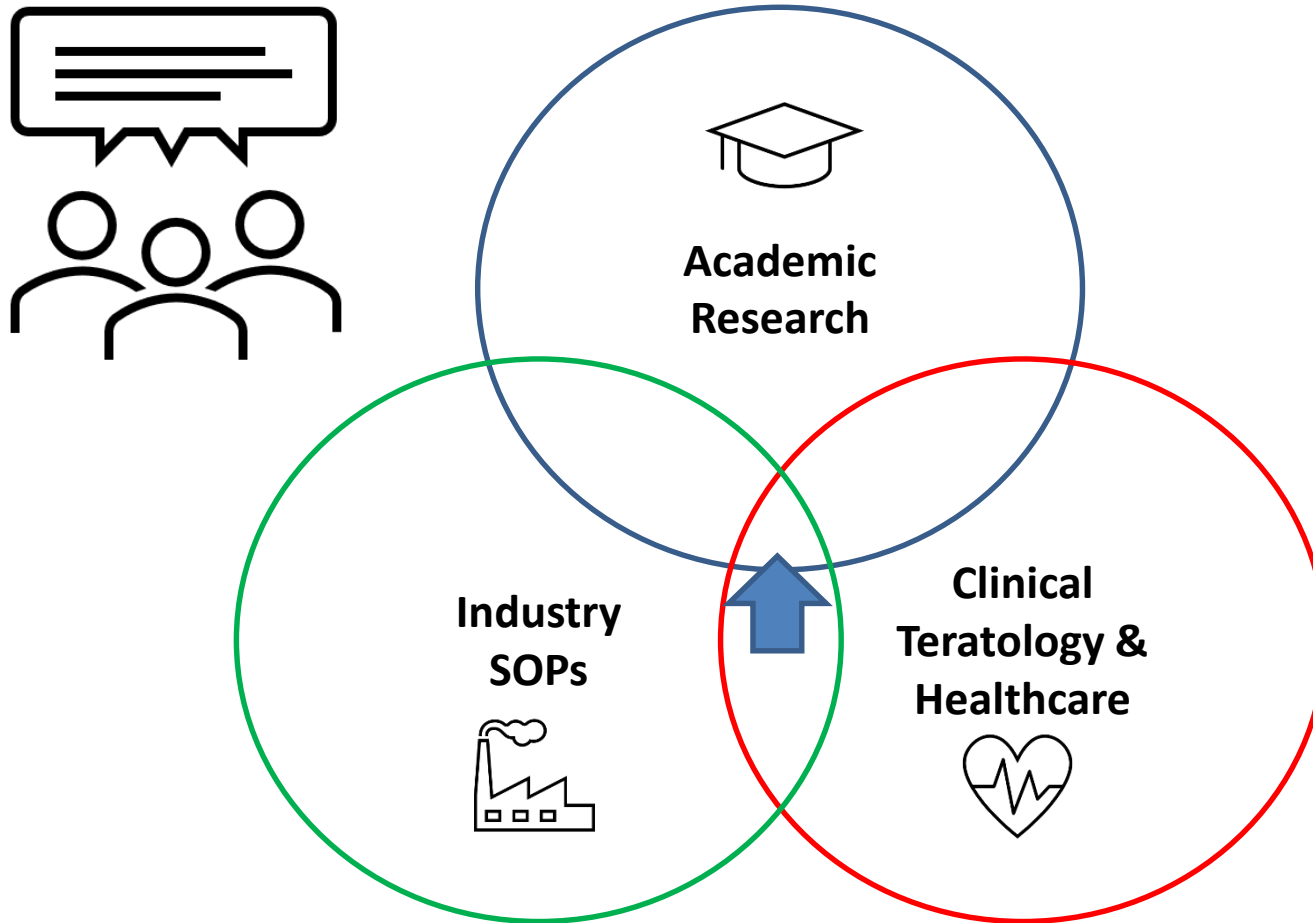 Academic
Research
Industry
SOPs
Clinical
Teratology &
Healthcare